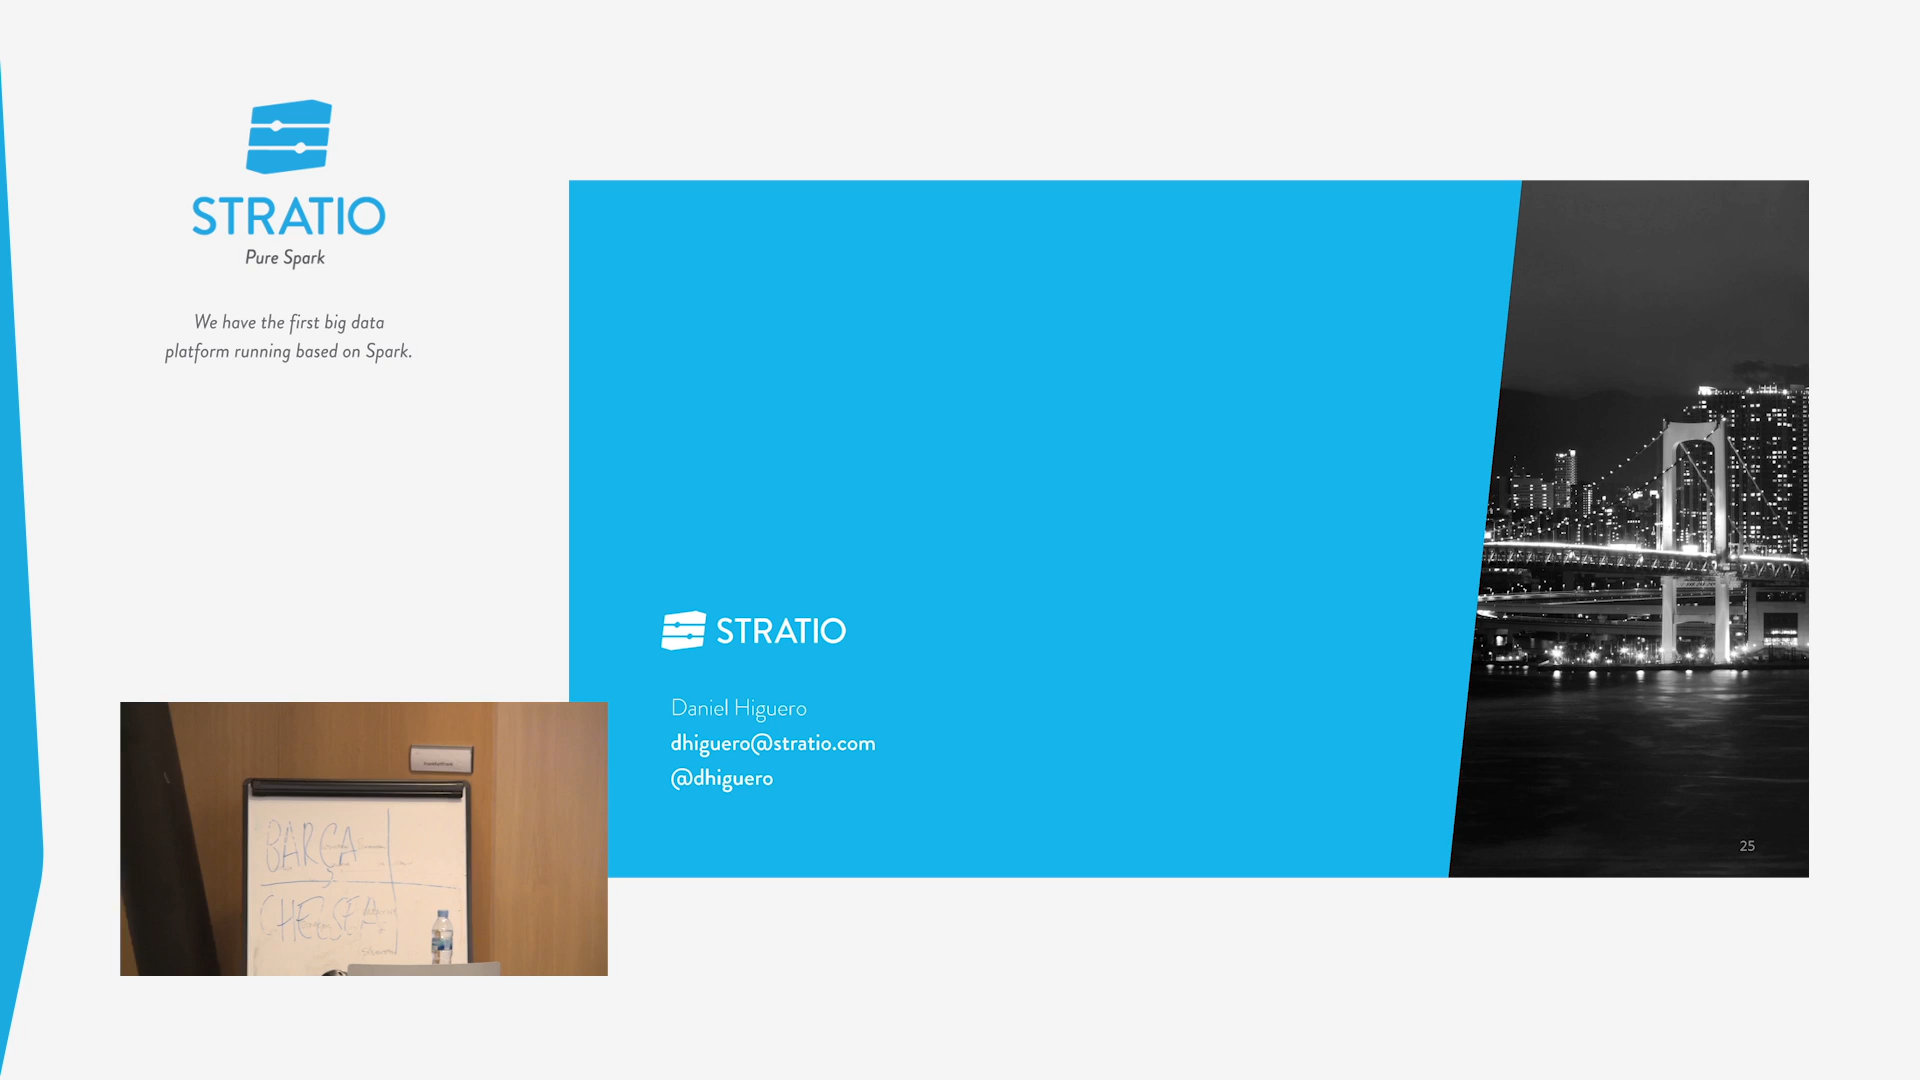 STRATIO
Pure Spark
We have the first big data
platform running based on Spark.
STRATIO
Daniel Higuero
dhiguero@stratio.com
@dhiguero
25
BARÇA
CHELSEA